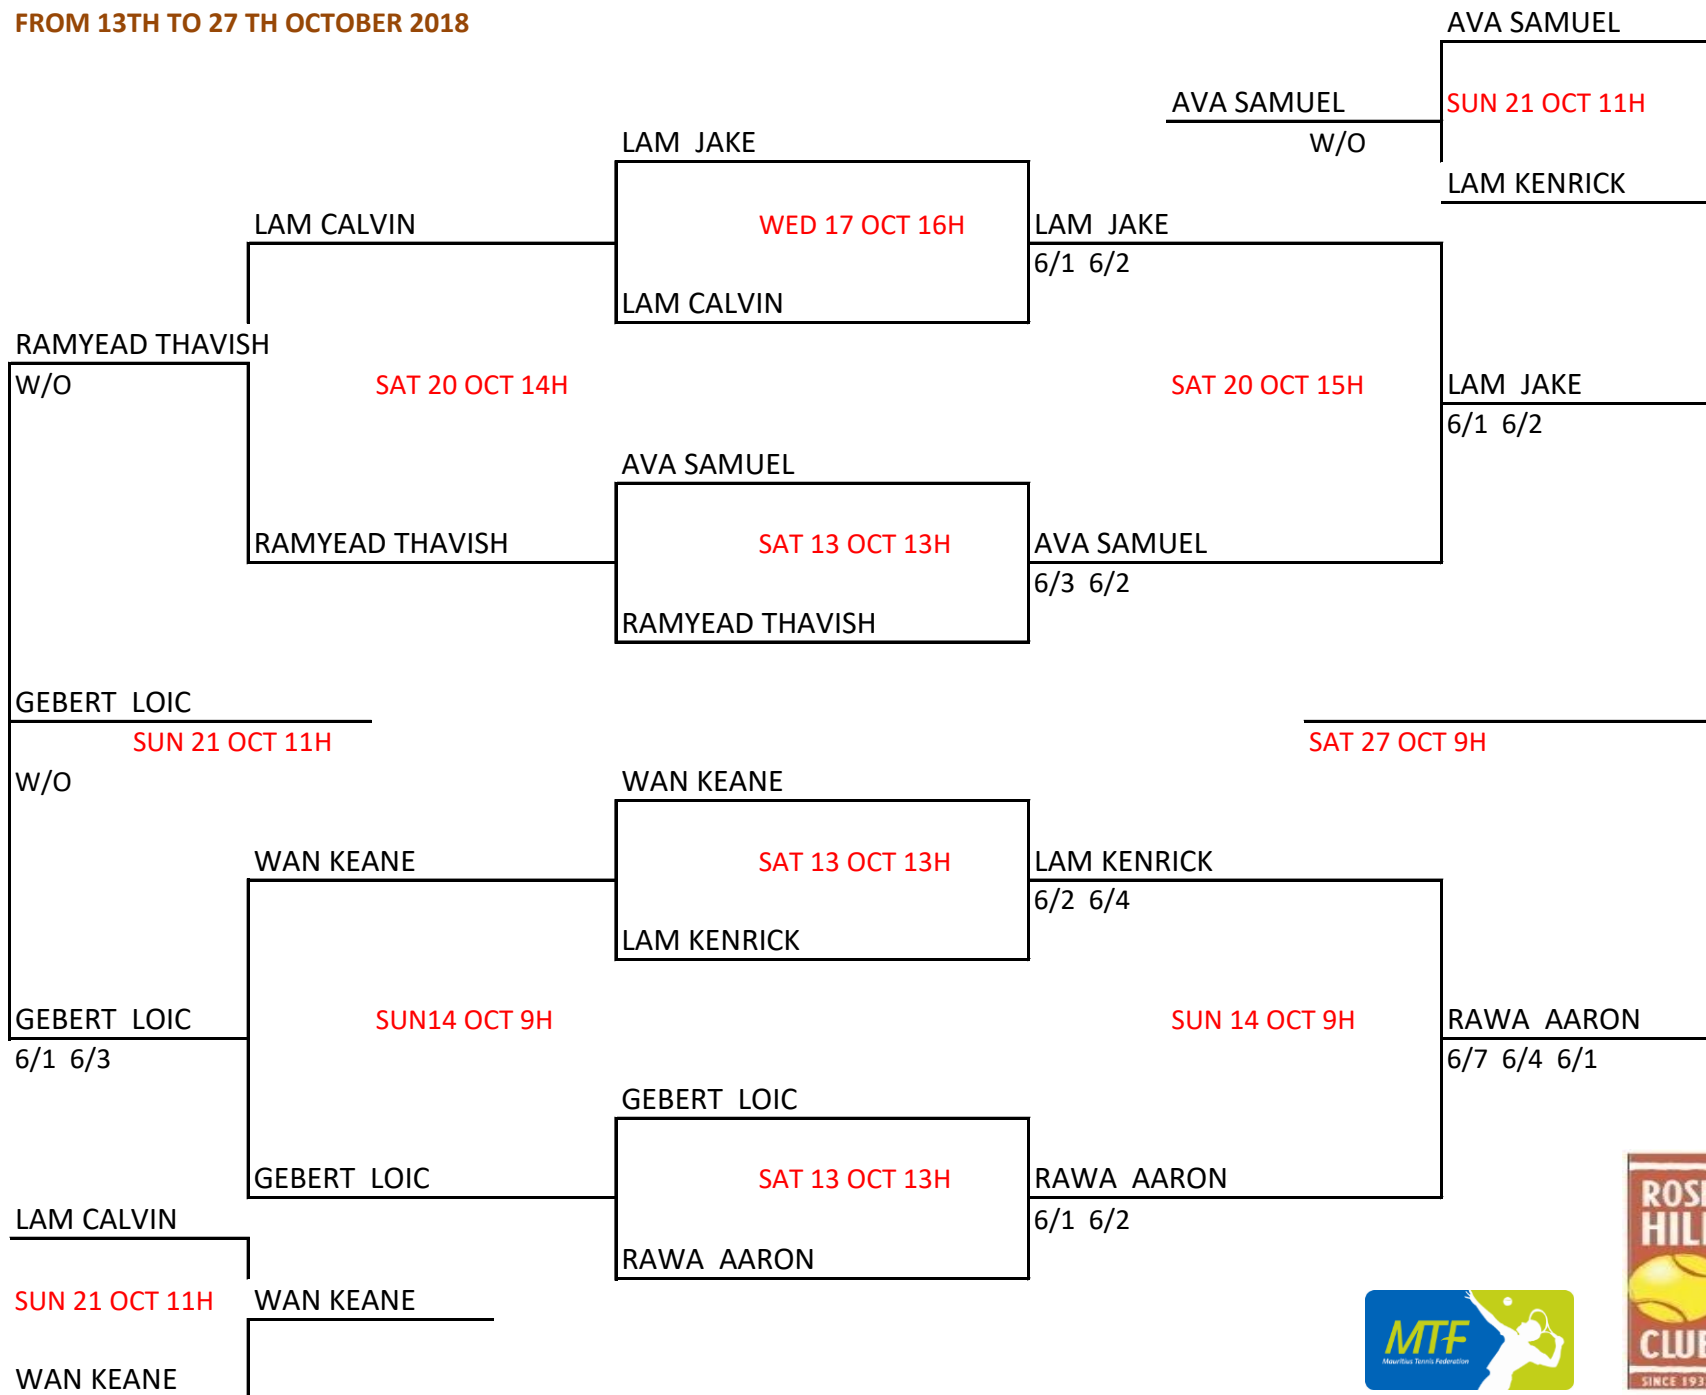 FROM 13TH TO 27 TH OCTOBER 2018
AVA SAMUEL
AVA SAMUEL
SUN 21 OCT 11H
LAM  JAKE
W/O
LAM KENRICK
LAM CALVIN
WED 17 OCT 16H
LAM  JAKE
6/1  6/2
LAM CALVIN
RAMYEAD THAVISH
W/O
SAT 20 OCT 14H
SAT 20 OCT 15H
LAM  JAKE
6/1  6/2
AVA SAMUEL
RAMYEAD THAVISH
SAT 13 OCT 13H
AVA SAMUEL
6/3  6/2
RAMYEAD THAVISH
GEBERT  LOIC
SUN 21 OCT 11H
SAT 27 OCT 9H
W/O
WAN KEANE
WAN KEANE
SAT 13 OCT 13H
LAM KENRICK
6/2  6/4
LAM KENRICK
GEBERT  LOIC
SUN14 OCT 9H
SUN 14 OCT 9H
RAWA  AARON
6/1  6/3
6/7  6/4  6/1
GEBERT  LOIC
GEBERT  LOIC
SAT 13 OCT 13H
RAWA  AARON
LAM CALVIN
6/1  6/2
RAWA  AARON
SUN 21 OCT 11H
WAN KEANE
WAN KEANE
MTF
Mauritius Tennis Federation
HILL
CLUB
SINCE 193